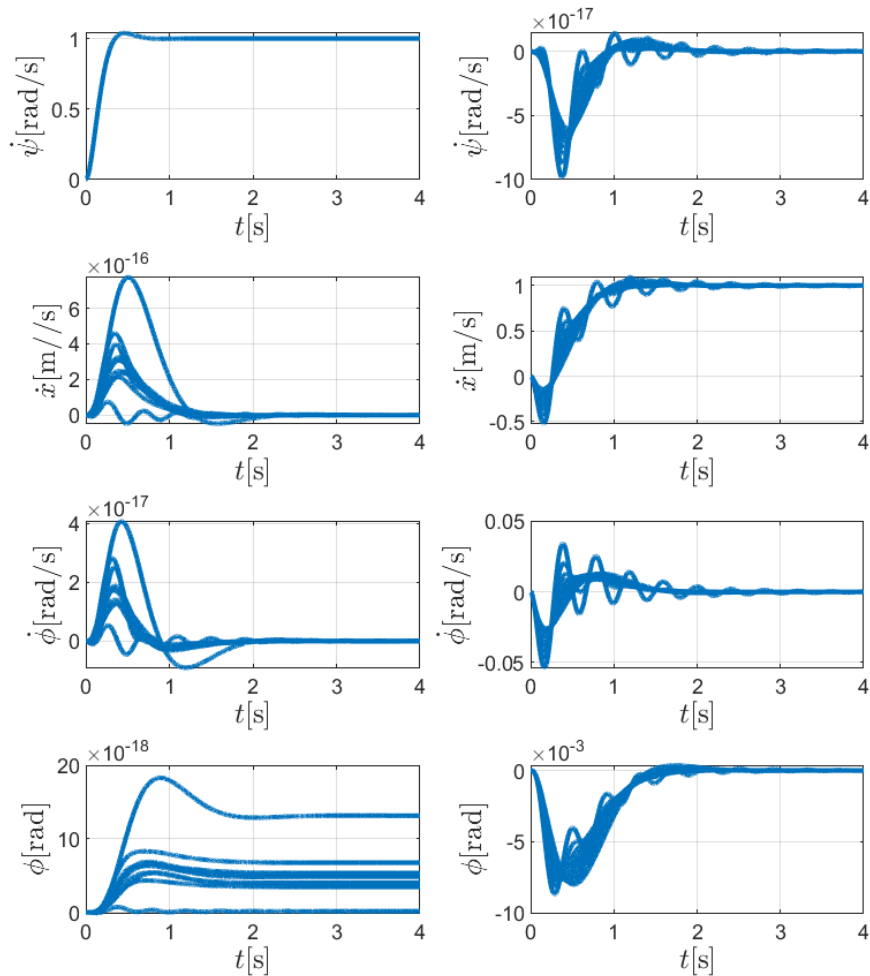 ψ̇[rad/s]
1
0.5
0
0 1 2 3 4
t[s]
×10⁻¹⁷
ψ̇[rad/s]
0
-5
-10
0 1 2 3 4
t[s]
×10⁻¹⁶
ẋ[m//s]
6
4
2
0
0 1 2 3 4
t[s]
ẋ[m/s]
1
0.5
0
-0.5
0 1 2 3 4
t[s]
×10⁻¹⁷
ϕ̇[rad/s]
4
2
0
0 1 2 3 4
t[s]
ϕ̇[rad/s]
0.05
0
-0.05
0 1 2 3 4
t[s]
×10⁻¹⁸
ϕ[rad]
20
10
0
0 1 2 3 4
t[s]
×10⁻³
ϕ[rad]
0
-5
-10
0 1 2 3 4
t[s]